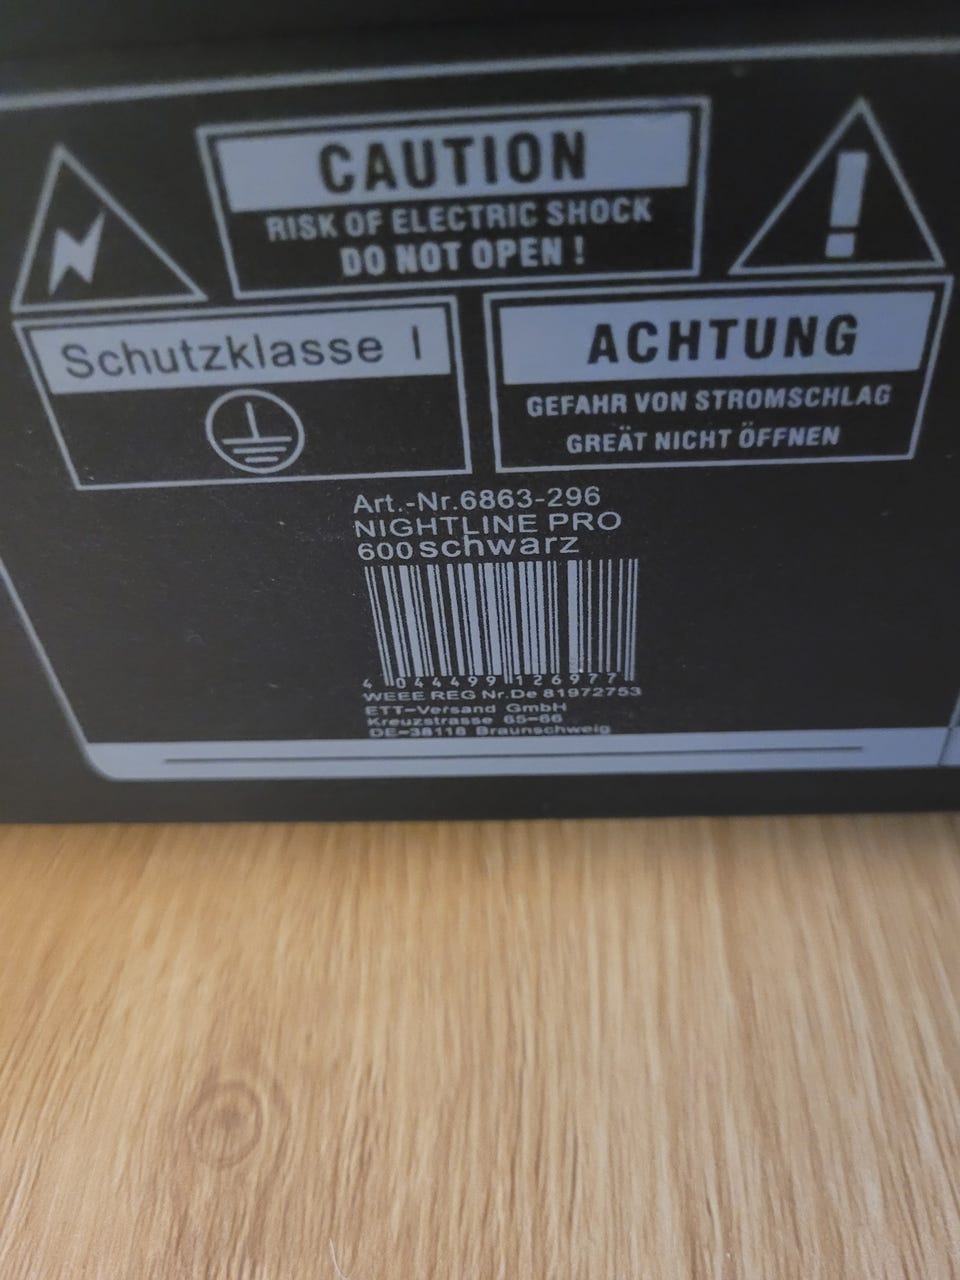 CAUTION
RISK OF ELECTRIC SHOCK
DO NOT OPEN !
Schutzklasse I
ACHTUNG
GEFAHR VON STROMSCHLAG
GREÄT NICHT ÖFFNEN
Art.-Nr.6863-296
NIGHTLINE PRO
600 schwarz
4 044499 126977
WEEE REG Nr.De 81972753
ETT-Versand GmbH
Kreuzstrasse 65-66
DE-38118 Braunschweig